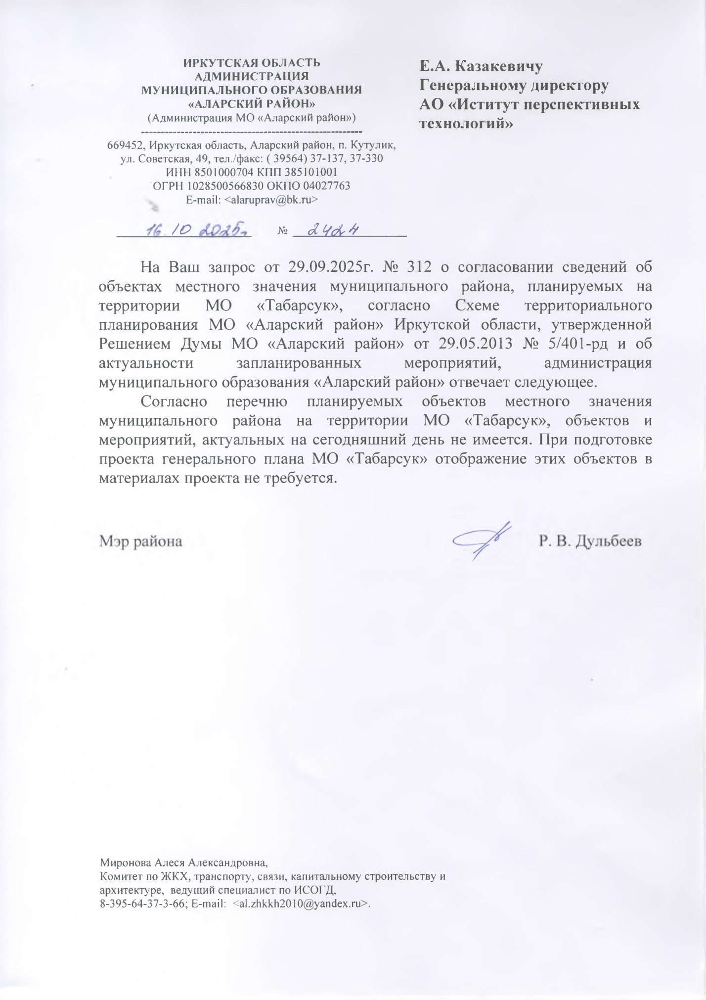 ИРКУТСКАЯ ОБЛАСТЬ
АДМИНИСТРАЦИЯ
МУНИЦИПАЛЬНОГО ОБРАЗОВАНИЯ
«АЛАРСКИЙ РАЙОН»
(Администрация МО «Аларский район»)
--------------------------------------------------------
669452, Иркутская область, Аларский район, п. Кутулик,
ул. Советская, 49, тел./факс: ( 39564) 37-137, 37-330
ИНН 8501000704 КПП 385101001
ОГРН 1028500566830 ОКПО 04027763
E-mail: <alaruprav@bk.ru>
16.10.2025г. № 2424
Е.А. Казакевичу
Генеральному директору
АО «Иститут перспективных
технологий»
На Ваш запрос от 29.09.2025г. № 312 о согласовании сведений об
объектах местного значения муниципального района, планируемых на
территории МО «Табарсук», согласно Схеме территориального
планирования МО «Аларский район» Иркутской области, утвержденной
Решением Думы МО «Аларский район» от 29.05.2013 № 5/401-рд и об
актуальности запланированных мероприятий, администрация
муниципального образования «Аларский район» отвечает следующее.
Согласно перечню планируемых объектов местного значения
муниципального района на территории МО «Табарсук», объектов и
мероприятий, актуальных на сегодняшний день не имеется. При подготовке
проекта генерального плана МО «Табарсук» отображение этих объектов в
материалах проекта не требуется.
Мэр района Р. В. Дульбеев
Миронова Алеся Александровна,
Комитет по ЖКХ, транспорту, связи, капитальному строительству и
архитектуре, ведущий специалист по ИСОГД,
8-395-64-37-3-66; E-mail: <al.zhkkh2010@yandex.ru>.